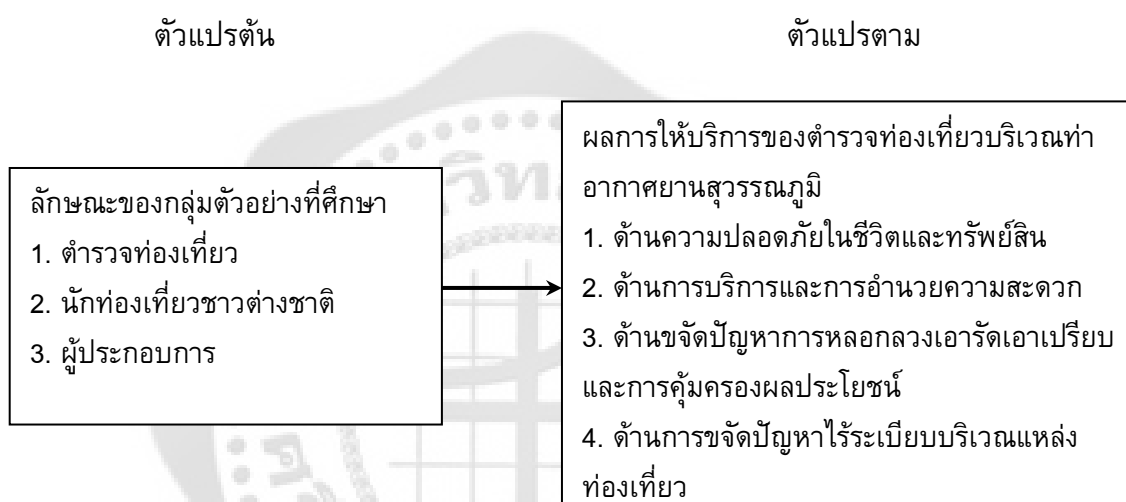 ตัวแปรต้น
ตัวแปรตาม
ลักษณะของกลุ่มตัวอย่างที่ศึกษา
1. ตำรวจท่องเที่ยว
2. นักท่องเที่ยวชาวต่างชาติ
3. ผู้ประกอบการ
ผลการให้บริการของตำรวจท่องเที่ยวบริเวณท่า
อากาศยานสุวรรณภูมิ
1. ด้านความปลอดภัยในชีวิตและทรัพย์สิน
2. ด้านการบริการและการอำนวยความสะดวก
3. ด้านขจัดปัญหาการหลอกลวงเอารัดเอาเปรียบ
และการคุ้มครองผลประโยชน์
4. ด้านการขจัดปัญหาไร้ระเบียบบริเวณแหล่ง
ท่องเที่ยว